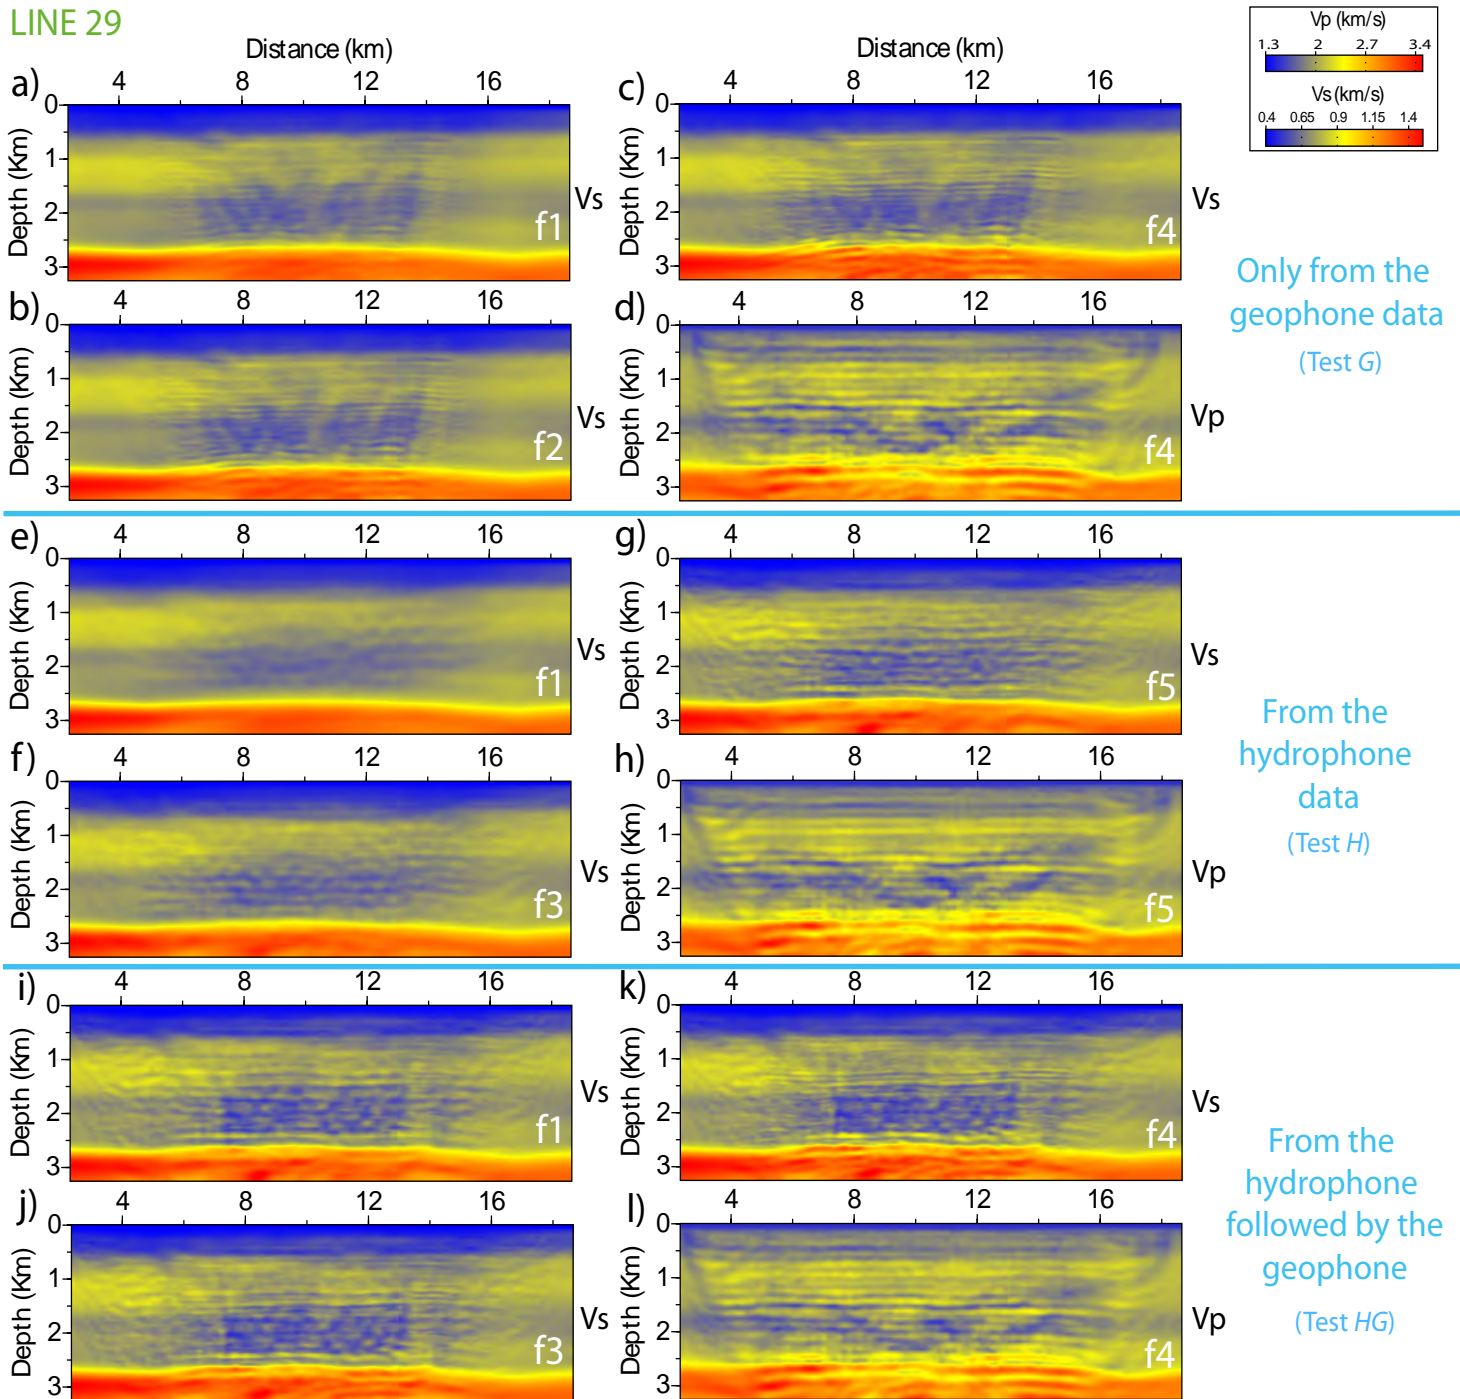 LINE 29
Vp (km/s)
1.3 2 2.7 3.4
Vs (km/s)
0.4 0.65 0.9 1.15 1.4
Distance (km)
Distance (km)
a)
4 8 12 16
0
1
2
3
Depth (Km)
f1
Vs
c)
4 8 12 16
0
1
2
3
Depth (Km)
f4
Vs
b)
4 8 12 16
0
1
2
3
Depth (Km)
f2
Vs
d)
4 8 12 16
0
1
2
3
Depth (Km)
f4
Vp
Only from the
geophone data
(Test G)
e)
4 8 12 16
0
1
2
3
Depth (Km)
f1
Vs
g)
4 8 12 16
0
1
2
3
Depth (Km)
f5
Vs
f)
4 8 12 16
0
1
2
3
Depth (Km)
f3
Vs
h)
4 8 12 16
0
1
2
3
Depth (Km)
f5
Vp
From the
hydrophone
data
(Test H)
i)
4 8 12 16
0
1
2
3
Depth (Km)
f1
Vs
k)
4 8 12 16
0
1
2
3
Depth (Km)
f4
Vs
j)
4 8 12 16
0
1
2
3
Depth (Km)
f3
Vs
l)
4 8 12 16
0
1
2
3
Depth (Km)
f4
Vp
From the
hydrophone
followed by the
geophone
(Test HG)